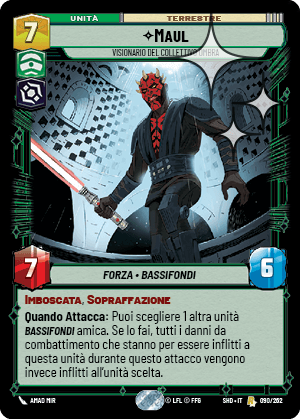 7
UNITÀ
TERRESTRE
Maul
VISIONARIO DEL COLLETTIVO OMBRA
7
6
FORZA • BASSIFONDI
IMBOSCATA, SOPRAFFAZIONE
Quando Attacca: Puoi scegliere 1 altra unità
BASSIFONDI amica. Se lo fai, tutti i danni da
combattimento che stanno per essere inflitti a
questa unità durante questo attacco vengono
invece inflitti all'unità scelta.
AMAD MIR
© LFL © FFG
SHD • IT
090/262